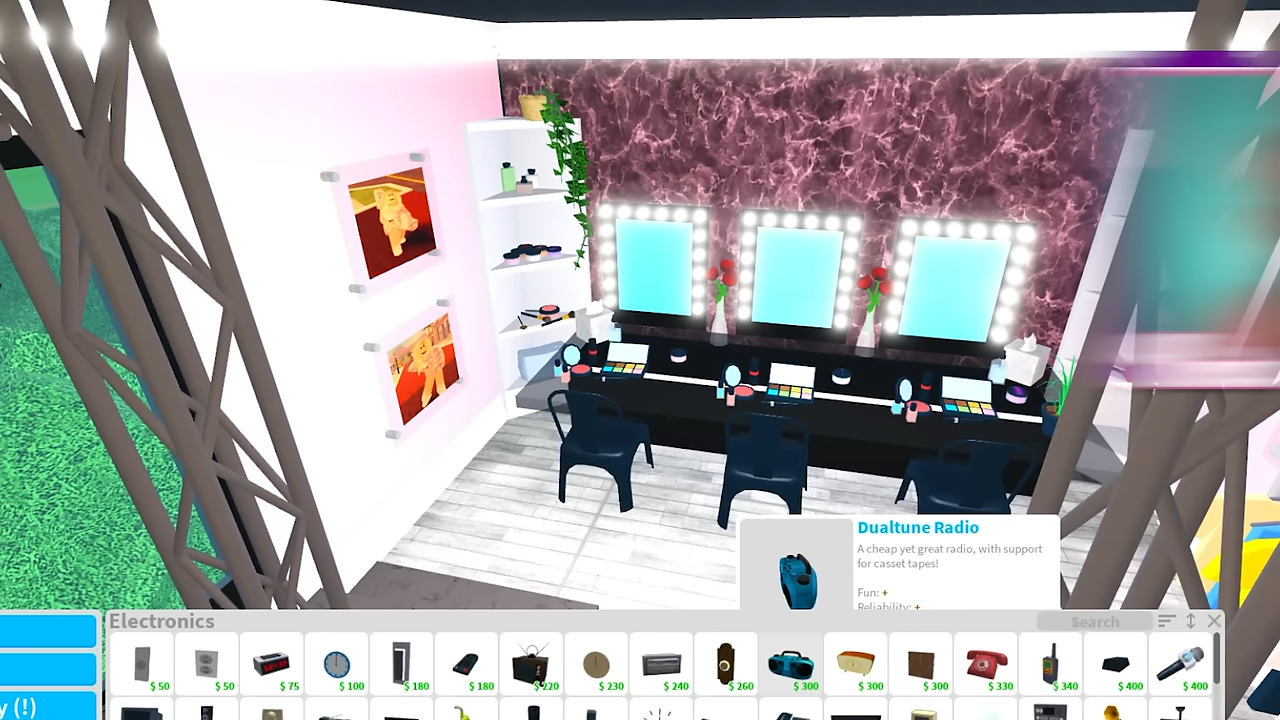 Dualtune Radio
A cheap yet great radio, with support
for casset tapes!
Fun: +
Reliability: +
Electronics
Search
$ 50
$ 50
$ 75
$ 100
$ 180
$ 180
$ 220
$ 230
$ 240
$ 260
$ 300
$ 300
$ 300
$ 330
$ 340
$ 400
$ 400
y (!)